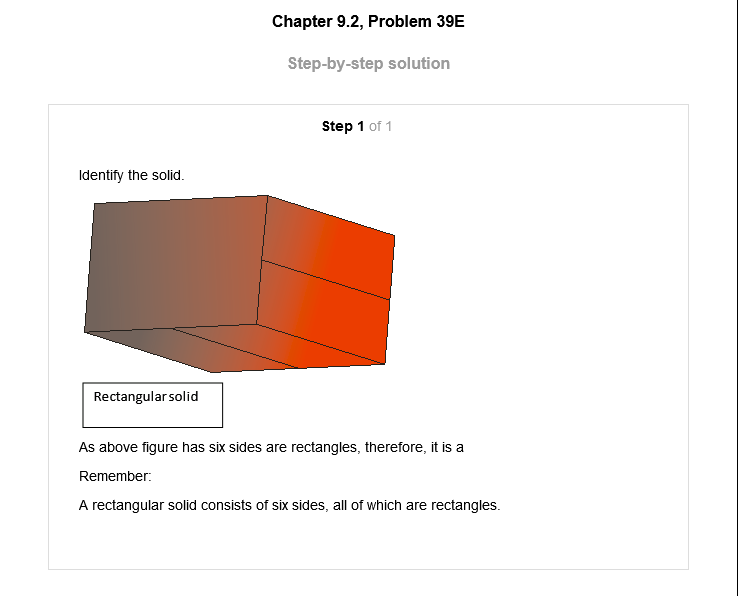 Chapter 9.2, Problem 39E
Step-by-step solution
Step 1 of 1
Identify the solid.
Rectangular solid
As above figure has six sides are rectangles, therefore, it is a
Remember:
A rectangular solid consists of six sides, all of which are rectangles.